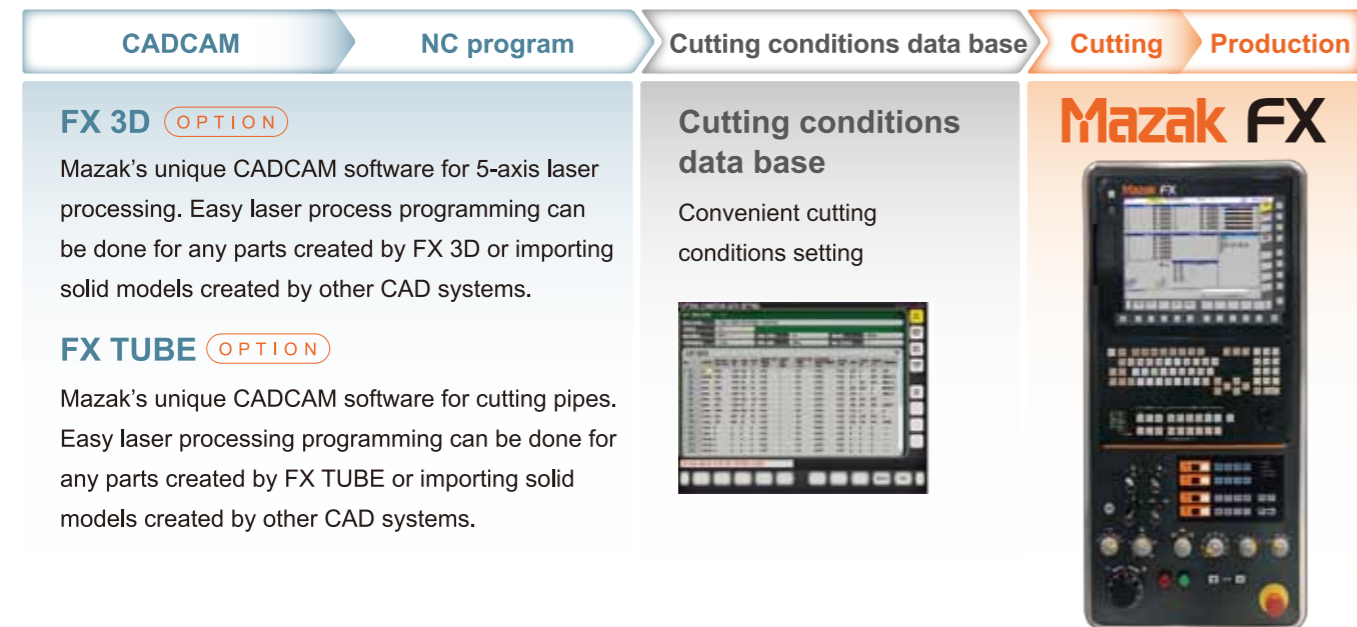 CADCAM
NC program
Cutting conditions data base
Cutting
Production
FX 3D OPTION
Mazak's unique CADCAM software for 5-axis laser
processing. Easy laser process programming can
be done for any parts created by FX 3D or importing
solid models created by other CAD systems.
FX TUBE OPTION
Mazak's unique CADCAM software for cutting pipes.
Easy laser processing programming can be done for
any parts created by FX TUBE or importing solid
models created by other CAD systems.
Cutting conditions
data base
Convenient cutting
conditions setting
Mazak FX
Mazak FX